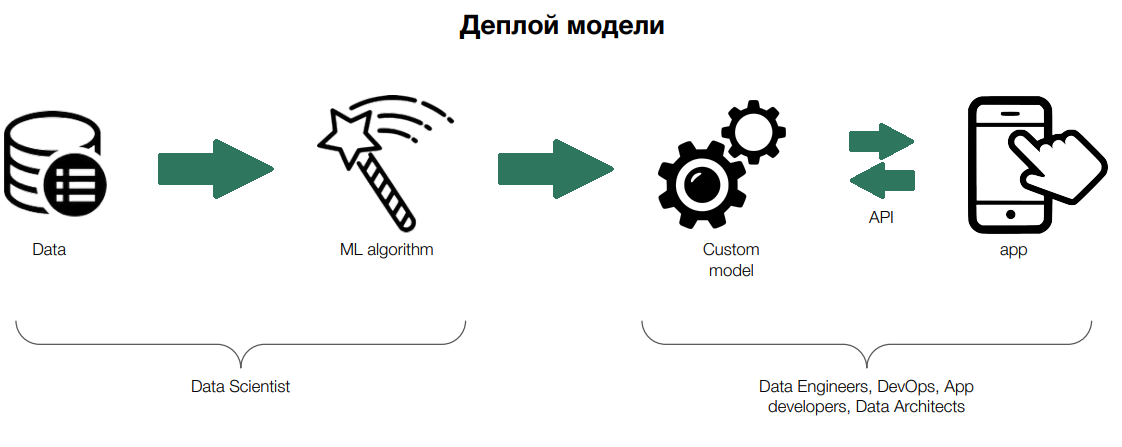 Деплой модели
API
Data
ML algorithm
Custom
model
app
Data Scientist
Data Engineers, DevOps, App
developers, Data Architects